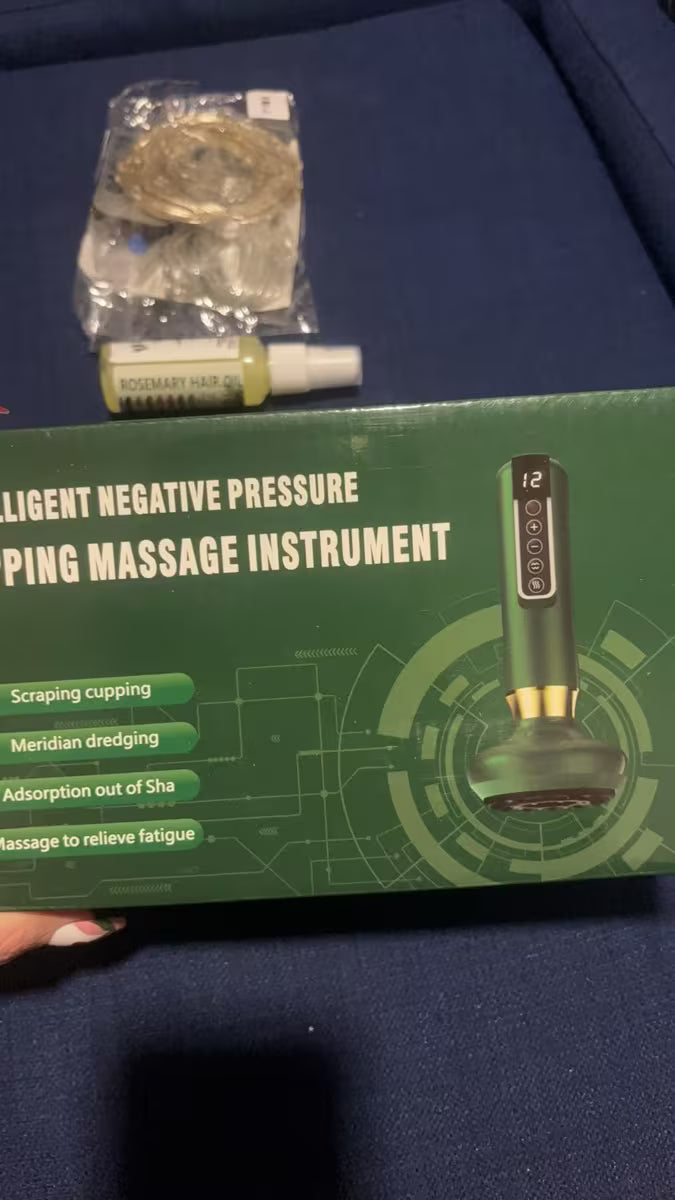 ROSEMARY HAIR OIL
LLIGENT NEGATIVE PRESSURE
PPING MASSAGE INSTRUMENT
12
Scraping cupping
Meridian dredging
Adsorption out of Sha
Massage to relieve fatigue